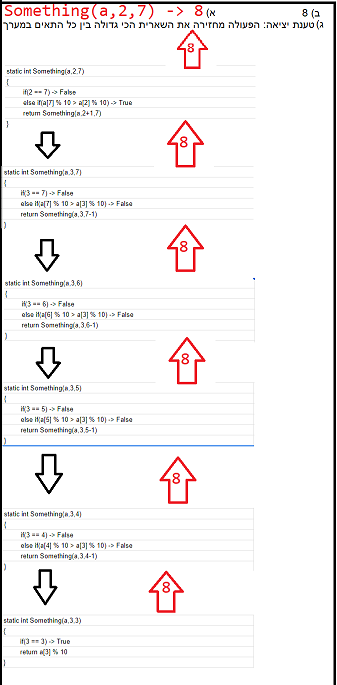 Something(a,2,7) -> 8 (א
ב) 8
ג) טענת יציאה: הפעולה מחזירה את השארית הכי גדולה בין כל התאים במערך
8
static int Something(a,2,7)
{
if(2 == 7) -> False
else if(a[7] % 10 > a[2] % 10) -> True
return Something(a,2+1,7)
}
8
static int Something(a,3,7)
{
if(3 == 7) -> False
else if(a[7] % 10 > a[3] % 10) -> False
return Something(a,3,7-1)
}
8
static int Something(a,3,6)
{
if(3 == 6) -> False
else if(a[6] % 10 > a[3] % 10) -> False
return Something(a,3,6-1)
}
8
static int Something(a,3,5)
{
if(3 == 5) -> False
else if(a[5] % 10 > a[3] % 10) -> False
return Something(a,3,5-1)
}
8
static int Something(a,3,4)
{
if(3 == 4) -> False
else if(a[4] % 10 > a[3] % 10) -> False
return Something(a,3,4-1)
}
8
static int Something(a,3,3)
{
if(3 == 3) -> True
return a[3] % 10
}